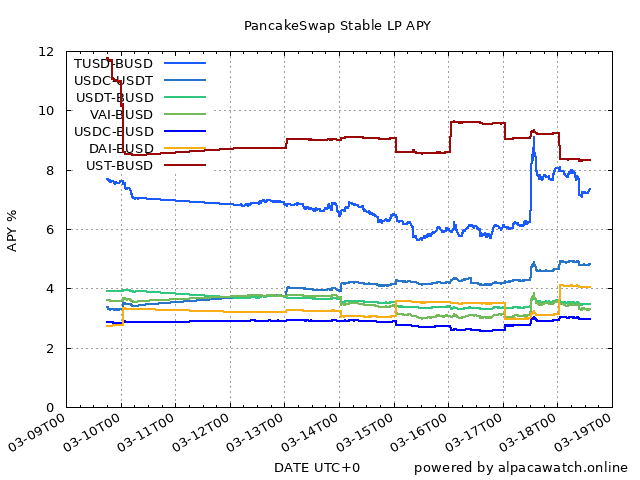 PancakeSwap Stable LP APY
12
10
8
6
4
2
0
APY %
TUSD-BUSD
USDC-USDT
USDT-BUSD
VAI-BUSD
USDC-BUSD
DAI-BUSD
UST-BUSD
03-09T00
03-10T00
03-11T00
03-12T00
03-13T00
03-14T00
03-15T00
03-16T00
03-17T00
03-18T00
03-19T00
DATE UTC+0
powered by alpacawatch.online